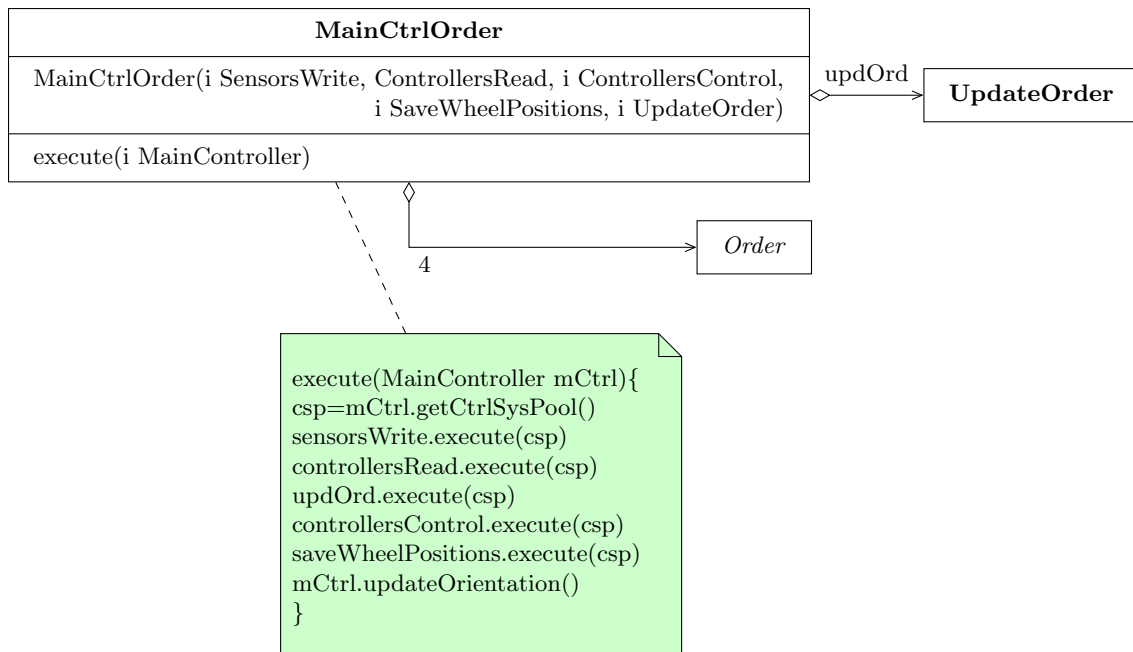 MainCtrlOrder
MainCtrlOrder(i SensorsWrite, ControllersRead, i ControllersControl,
i SaveWheelPositions, i UpdateOrder)
execute(i MainController)
updOrd
UpdateOrder
4
Order
execute(MainController mCtrl){
csp=mCtrl.getCtrlSysPool()
sensorsWrite.execute(csp)
controllersRead.execute(csp)
updOrd.execute(csp)
controllersControl.execute(csp)
saveWheelPositions.execute(csp)
mCtrl.updateOrientation()
}